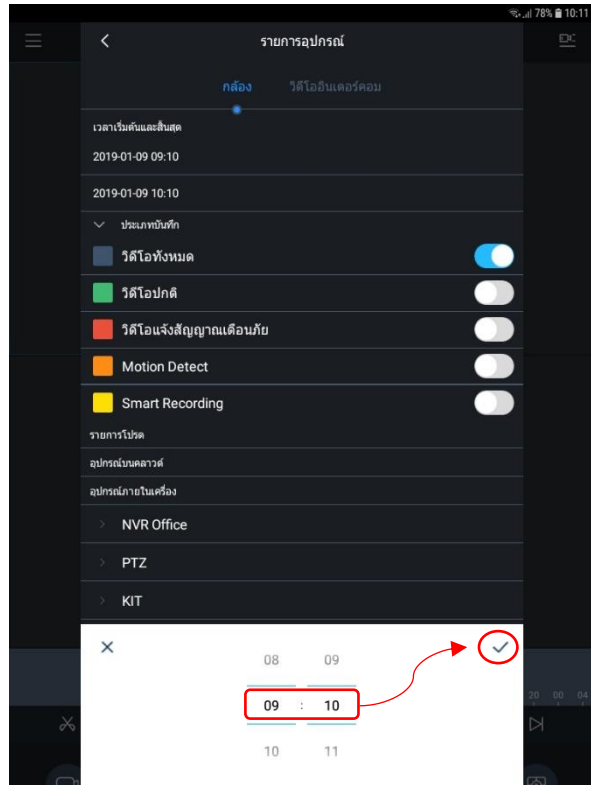 78% 10:11
รายการอุปกรณ์
กล้อง วิดีโออินเตอร์คอม
เวลาเริ่มต้นและสิ้นสุด
2019-01-09 09:10
2019-01-09 10:10
ประเภทบันทึก
วิดีโอทั้งหมด
วิดีโอปกติ
วิดีโอแจ้งสัญญาณเตือนภัย
Motion Detect
Smart Recording
รายการโปรด
อุปกรณ์บนคลาวด์
อุปกรณ์ภายในเครื่อง
NVR Office
PTZ
KIT
08 09
09 : 10
10 11
20 00 04